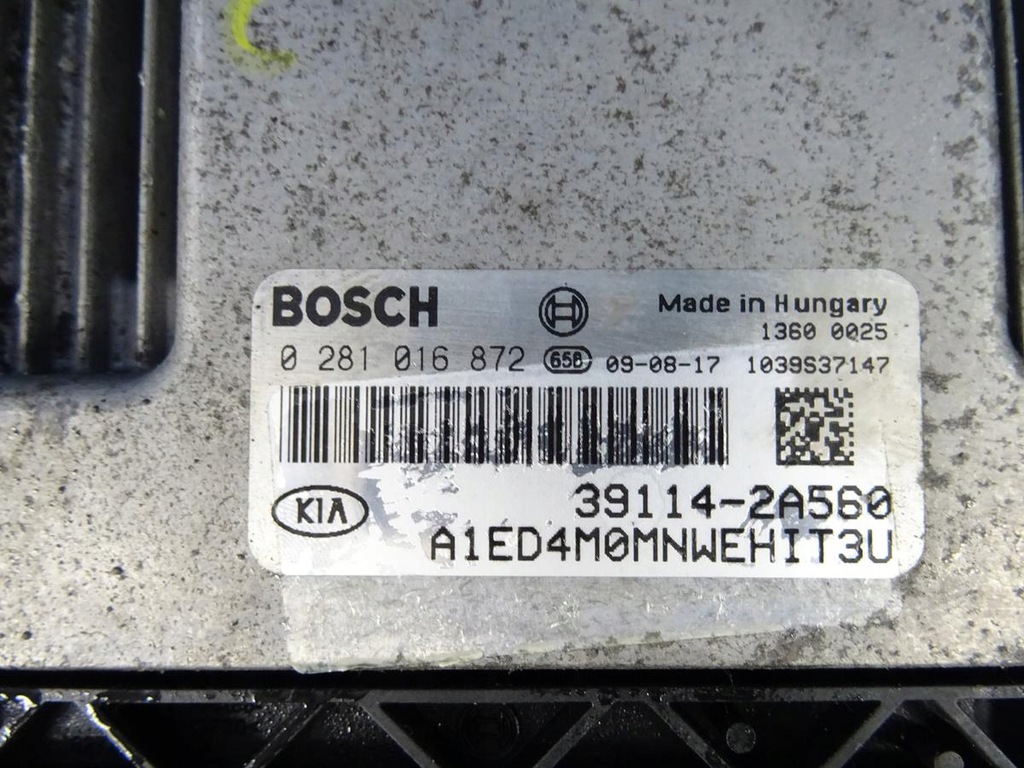 BOSCH
Made in Hungary
1360 0025
0 281 016 872 658 09-08-17 1039S37147
KIA
39114-2A560
A1ED4M0MNWEHIT3U